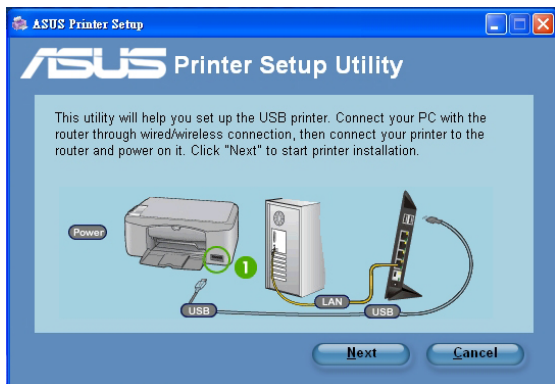 ASUS Printer Setup
ASUS Printer Setup Utility
This utility will help you set up the USB printer. Connect your PC with the
router through wired/wireless connection, then connect your printer to the
router and power on it. Click "Next" to start printer installation.
Power
1
USB
LAN
USB
Next
Cancel